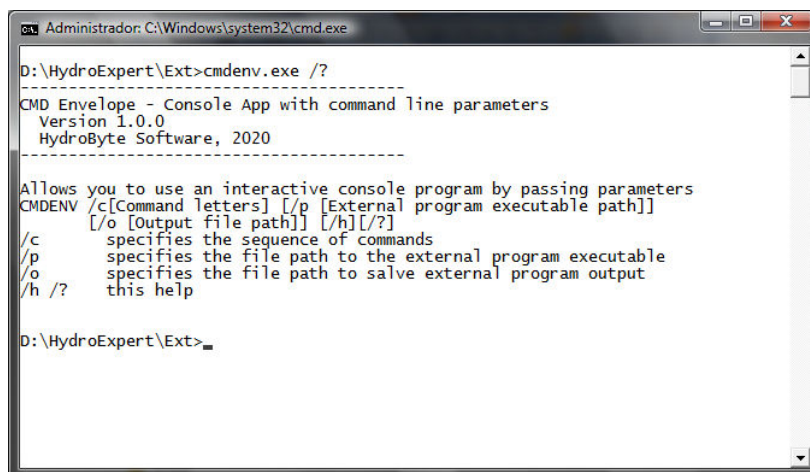 Administrador: C:\Windows\system32\cmd.exe
D:\HydroExpert\Ext>cmdenv.exe /?
----------------------------------------
CMD Envelope - Console App with command line parameters
Version 1.0.0
HydroByte Software, 2020
----------------------------------------
Allows you to use an interactive console program by passing parameters
CMDENV /c[Command letters] [/p [External program executable path]]
[/o [Output file path]] [/h][/?]
/c specifies the sequence of commands
/p specifies the file path to the external program executable
/o specifies the file path to salve external program output
/h /? this help
D:\HydroExpert\Ext>